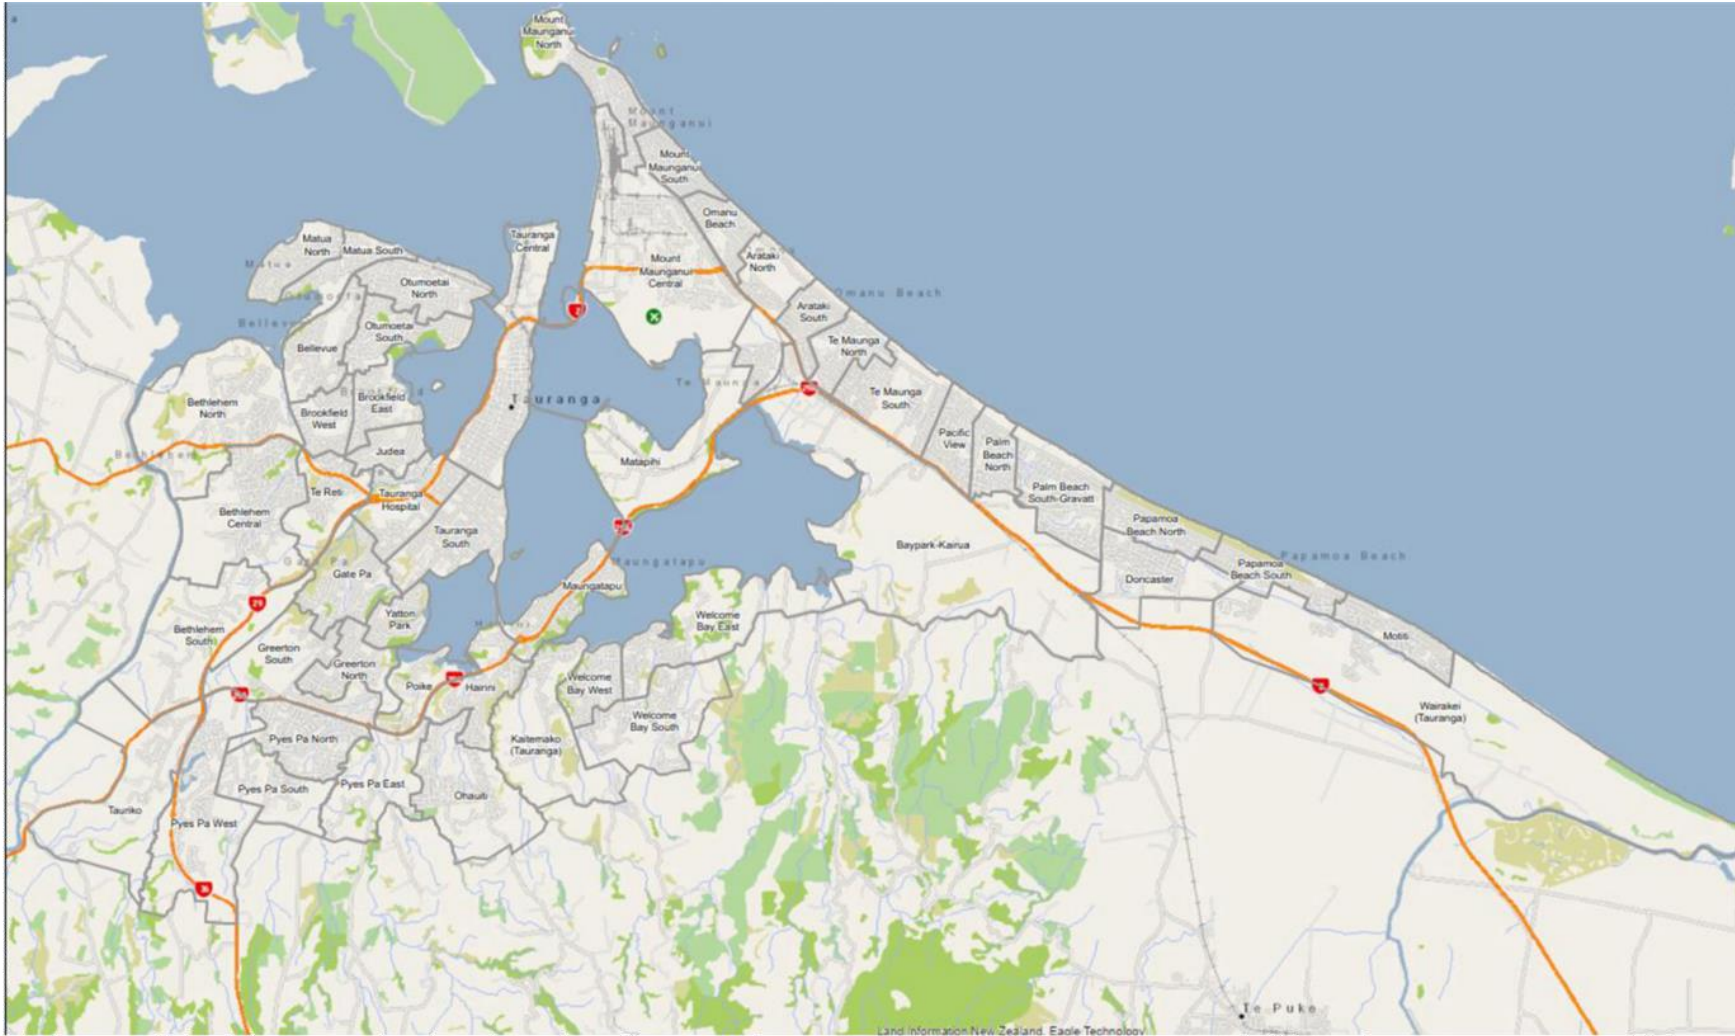 a
Mount
Maunganui
North
Mount
Maunganui
Mount
Maunganui
South
Omanu
Beach
Matua
North
Matua South
Tauranga
Central
Arataki
North
Matua
Mount
Maunganui
Central
Otumoetai
North
Omanu Beach
Arataki
South
2
Otumoetai
South
Bellevue
Te Maunga
North
Te Maunga
Te Maunga
South
Bethlehem
North
Brookfield
East
Brookfield
West
Tauranga
Pacific
View
Palm
Beach
North
Judea
Bethlehem
Matapihi
Te Reti
Tauranga
Hospital
Palm Beach
South-Gravatt
Bethlehem
Central
Tauranga
South
Papamoa
Beach North
Baypark-Kairua
Papamoa Beach
Maungatapu
Gate Pa
Papamoa
Beach South
Doncaster
Maungatapu
29
Yatton
Park
Welcome
Bay East
Bethlehem
South
Motiti
Greerton
South
Greerton
North
Poike
Hairini
Welcome
Bay West
Wairakei
(Tauranga)
Welcome
Bay South
Pyes Pa North
Kaitemako
(Tauranga)
Pyes Pa South
Pyes Pa East
Ohauiti
Tauriko
Pyes Pa West
36
Te Puke
Land Information New Zealand, Eagle Technology